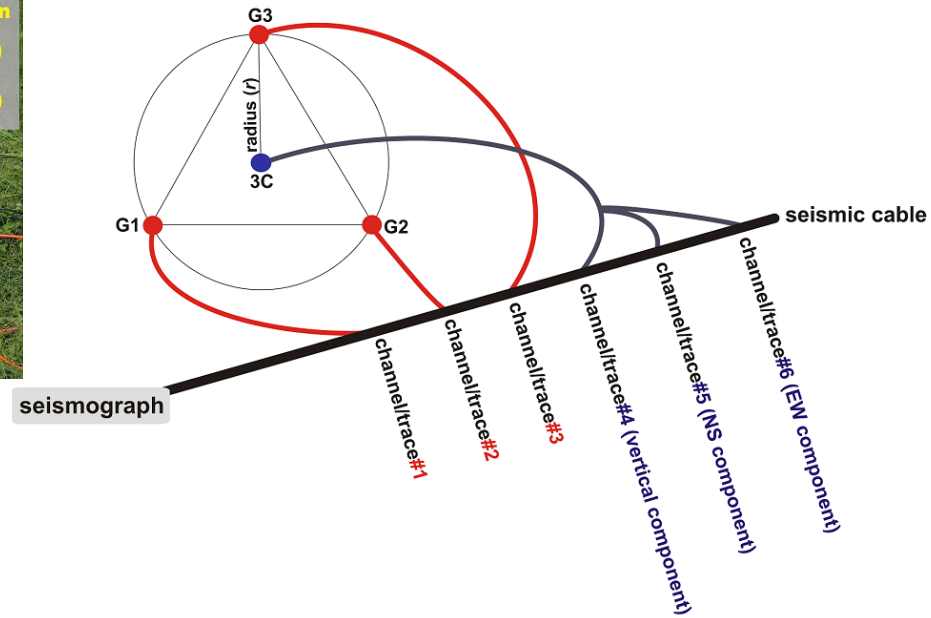 n
)
)
G3
radius (r)
3C
G1
G2
seismic cable
channel/trace#1
channel/trace#2
channel/trace#3
channel/trace#4 (vertical component)
channel/trace#5 (NS component)
channel/trace#6 (EW component)
seismograph